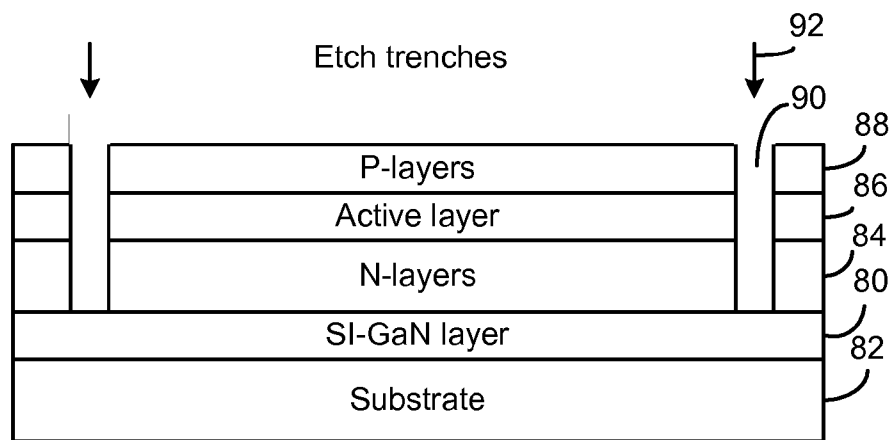 92
Etch trenches
90
88
P-layers
86
Active layer
84
N-layers
80
SI-GaN layer
82
Substrate